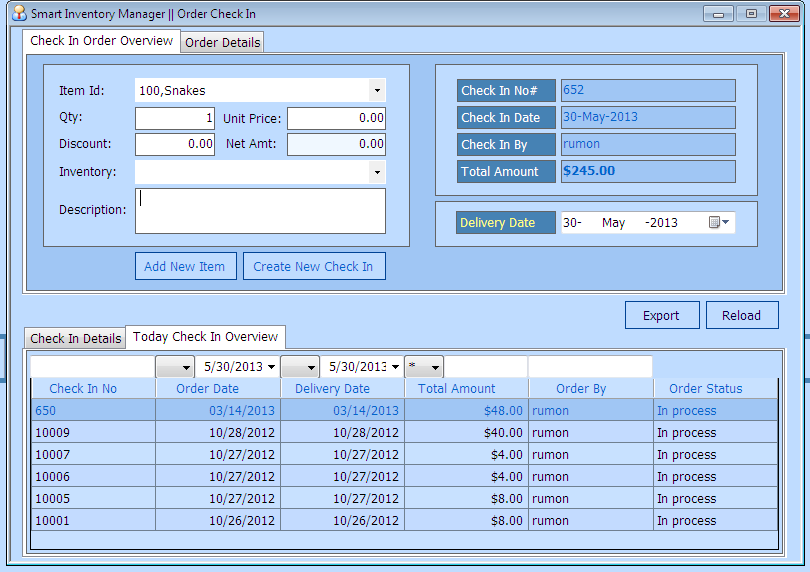 Smart Inventory Manager || Order Check In
Check In Order Overview Order Details
Item Id: 100,Snakes
Qty: 1 Unit Price: 0.00
Discount: 0.00 Net Amt: 0.00
Inventory:
Description:
Add New Item Create New Check In
Check In No# 652
Check In Date 30-May-2013
Check In By rumon
Total Amount $245.00
Delivery Date 30- May -2013
Export Reload
Check In Details Today Check In Overview
5/30/2013 5/30/2013 *
Check In No Order Date Delivery Date Total Amount Order By Order Status
650 03/14/2013 03/14/2013 $48.00 rumon In process
10009 10/28/2012 10/28/2012 $40.00 rumon In process
10007 10/27/2012 10/27/2012 $4.00 rumon In process
10006 10/27/2012 10/27/2012 $4.00 rumon In process
10005 10/27/2012 10/27/2012 $8.00 rumon In process
10001 10/26/2012 10/26/2012 $8.00 rumon In process